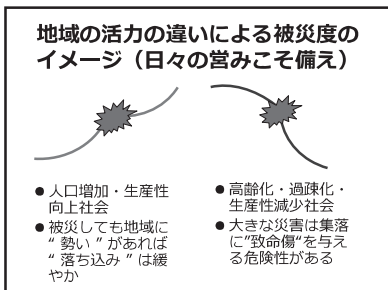 地域の活力の違いによる被災度の
イメージ（日々の営みこそ備え）
● 人口増加・生産性
向上社会
● 被災しても地域に
“ 勢い ” があれば
“ 落ち込み ” は緩
やか
● 高齢化・過疎化・
生産性減少社会
● 大きな災害は集落
に”致命傷“を与え
る危険性がある